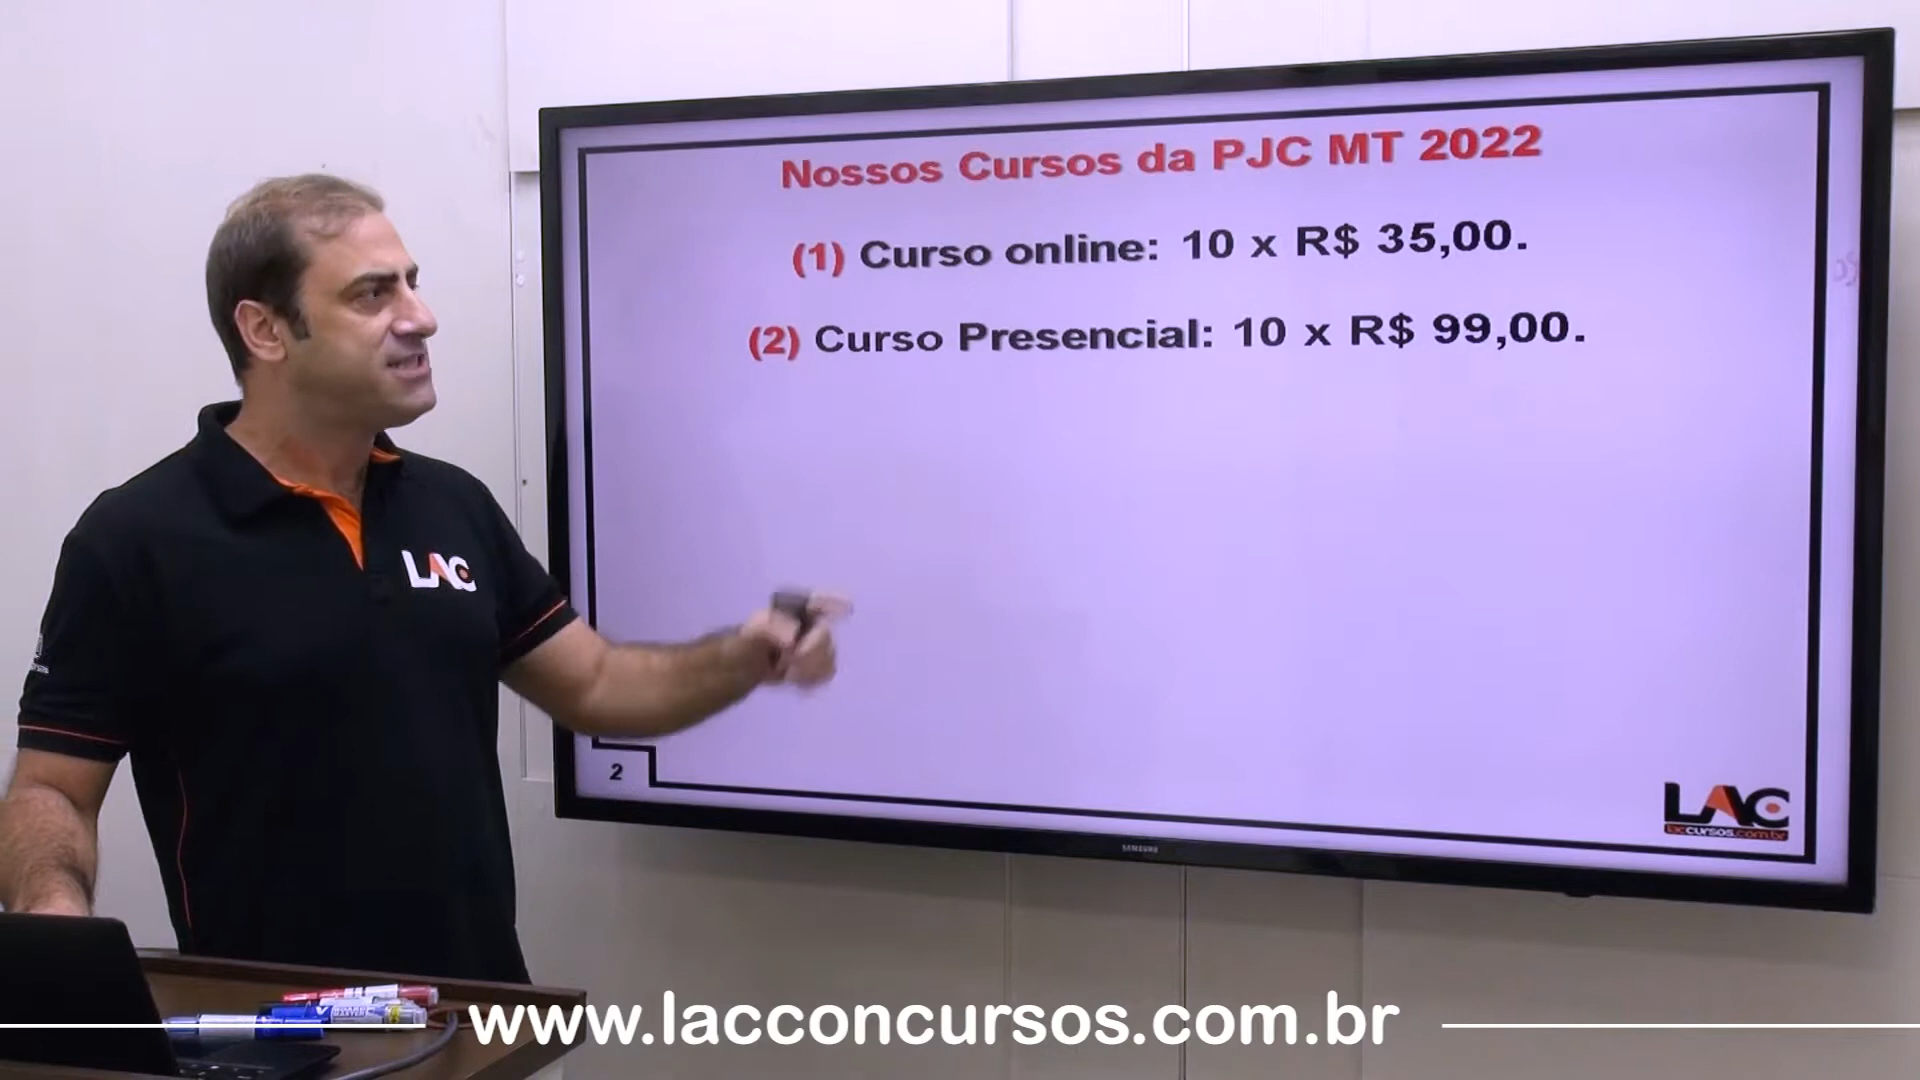 Nossos Cursos da PJC MT 2022
(1) Curso online: 10 x R$ 35,00.
(2) Curso Presencial: 10 x R$ 99,00.
LAC
2
LAC
laccursos.com.br
SAMSUNG
www.lacconcursos.com.br